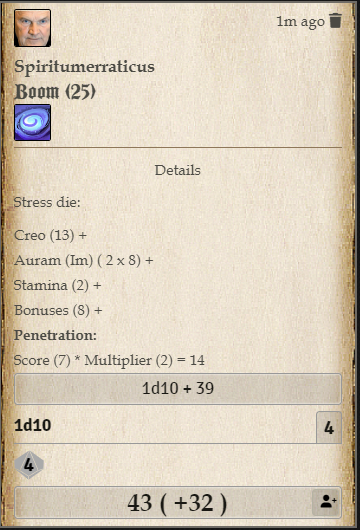 1m ago
Spiritumerraticus
Boom (25)
Details
Stress die:
Creo (13) +
Auram (Im) ( 2 x 8) +
Stamina (2) +
Bonuses (8) +
Penetration:
Score (7) * Multiplier (2) = 14
1d10 + 39
1d10 4
4
43 ( +32 )